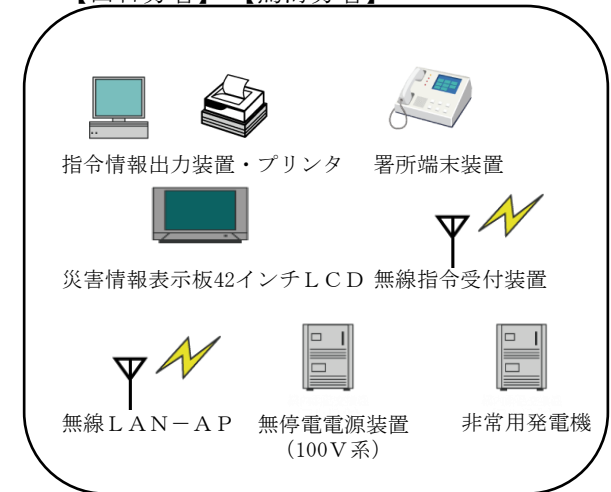 指令情報出力装置・プリンタ 署所端末装置
災害情報表示板42インチＬＣＤ 無線指令受付装置
無線ＬＡＮ－ＡＰ 無停電電源装置 非常用発電機
（100Ｖ系）